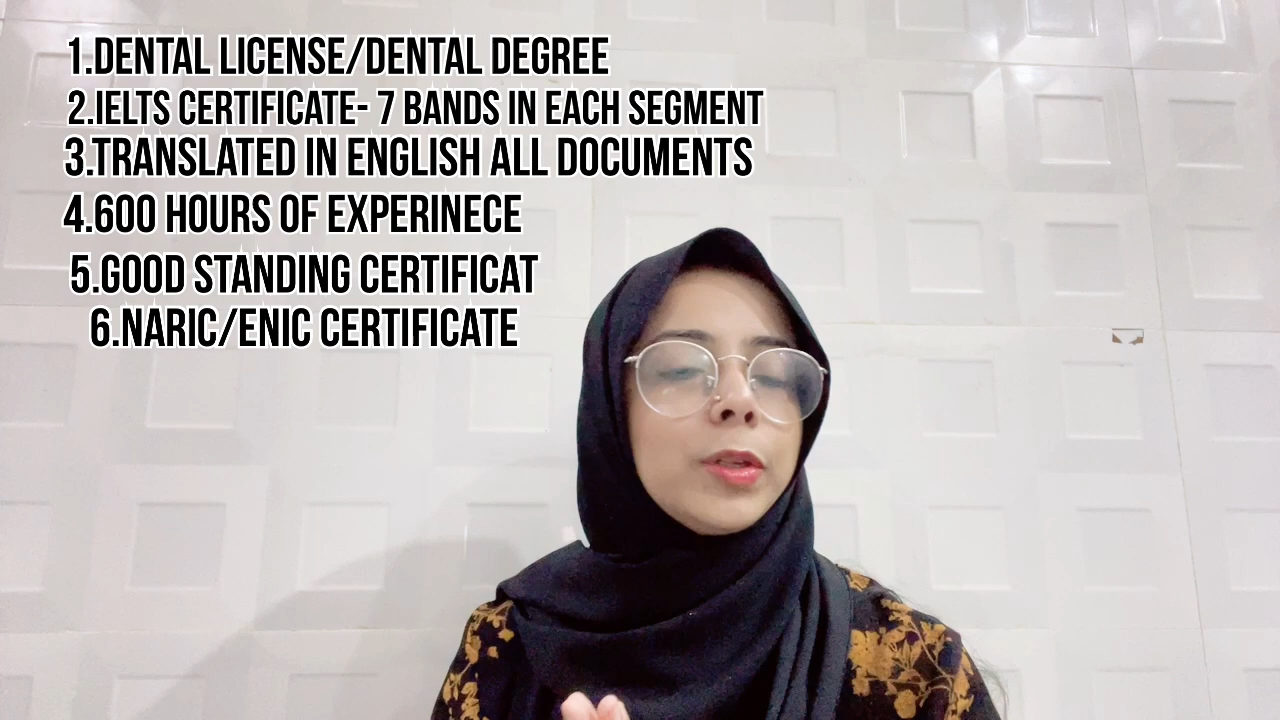 1.DENTAL LICENSE/DENTAL DEGREE
2.IELTS CERTIFICATE- 7 BANDS IN EACH SEGMENT
3.TRANSLATED IN ENGLISH ALL DOCUMENTS
4.600 HOURS OF EXPERINECE
5.GOOD STANDING CERTIFICAT
6.NARIC/ENIC CERTIFICATE